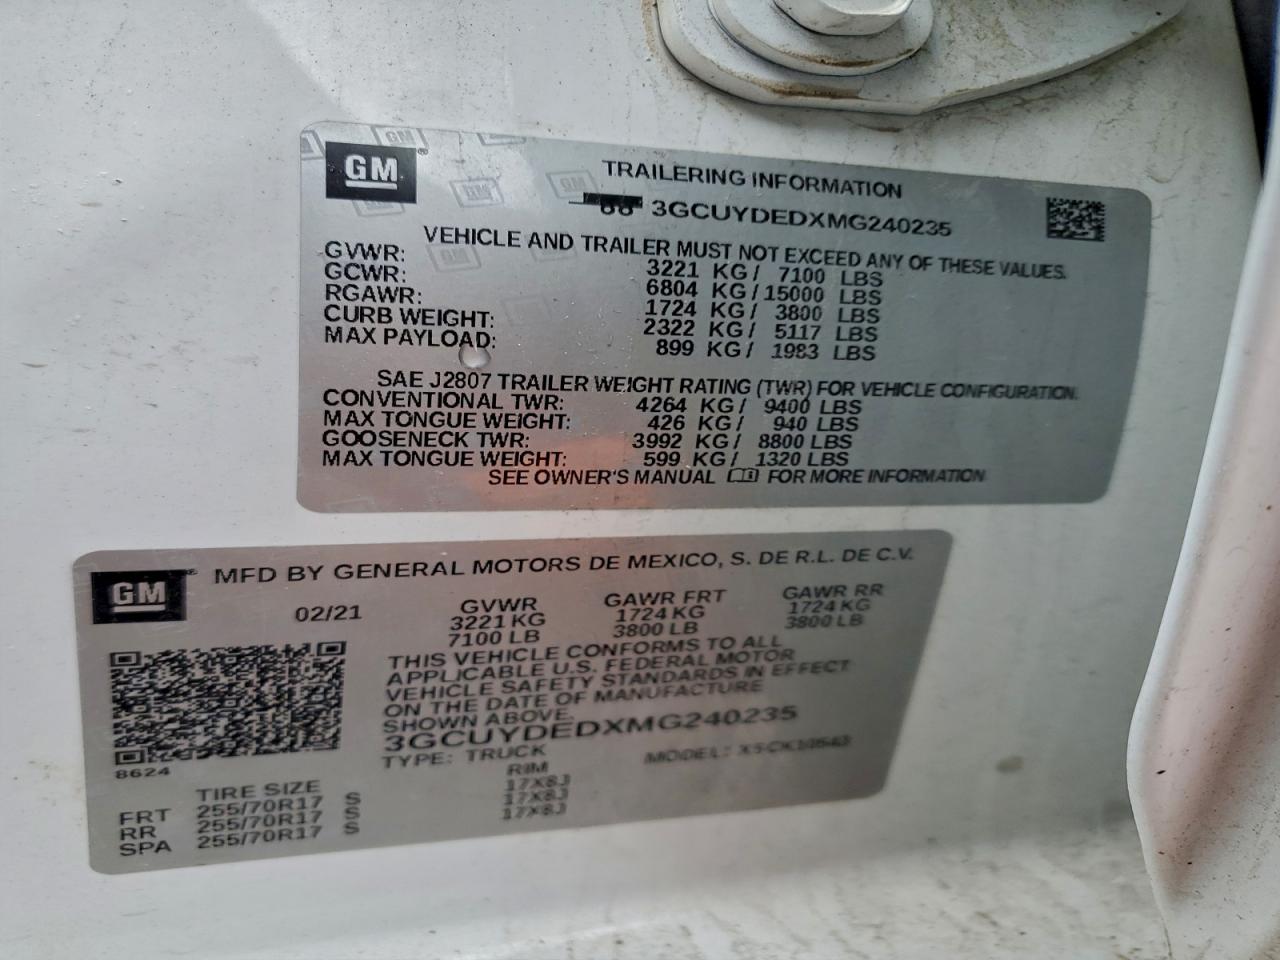 GM
TRAILERING INFORMATION
3GCUYDEDXMG240235
VEHICLE AND TRAILER MUST NOT EXCEED ANY OF THESE VALUES.
GVWR: 3221 KG/ 7100 LBS
GCWR: 6804 KG/ 15000 LBS
RGAWR: 1724 KG/ 3800 LBS
CURB WEIGHT: 2322 KG/ 5117 LBS
MAX PAYLOAD: 899 KG/ 1983 LBS
SAE J2807 TRAILER WEIGHT RATING (TWR) FOR VEHICLE CONFIGURATION.
CONVENTIONAL TWR: 4264 KG/ 9400 LBS
MAX TONGUE WEIGHT: 426 KG/ 940 LBS
GOOSENECK TWR: 3992 KG/ 8800 LBS
MAX TONGUE WEIGHT: 599 KG/ 1320 LBS
SEE OWNER'S MANUAL FOR MORE INFORMATION
GM
MFD BY GENERAL MOTORS DE MEXICO, S. DE R.L. DE C.V.
02/21 GVWR GAWR FRT GAWR RR
3221 KG 1724 KG 1724 KG
7100 LB 3800 LB 3800 LB
THIS VEHICLE CONFORMS TO ALL
APPLICABLE U.S. FEDERAL MOTOR
VEHICLE SAFETY STANDARDS IN EFFECT
ON THE DATE OF MANUFACTURE
SHOWN ABOVE.
3GCUYDEDXMG240235
8624 TYPE: TRUCK MODEL:
TIRE SIZE RIM
FRT 255/70R17 S 17X8J
RR 255/70R17 S 17X8J
SPA 255/70R17 S 17X8J